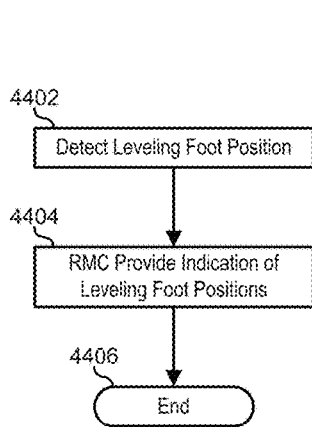 4402
Detect Leveling Foot Position
4404
RMC Provide Indication of
Leveling Foot Positions
4406
End